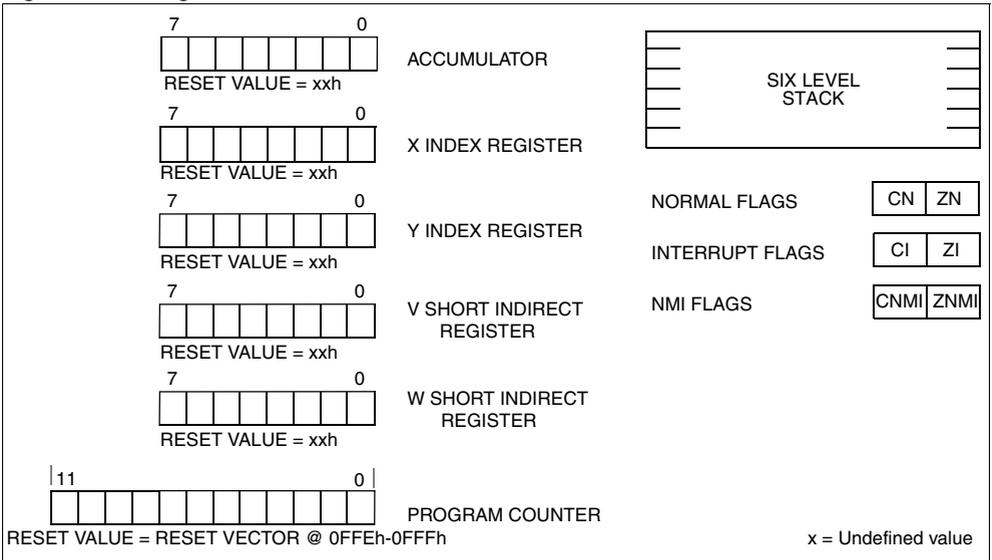 7 0
ACCUMULATOR
RESET VALUE = xxh
7 0
X INDEX REGISTER
RESET VALUE = xxh
7 0
Y INDEX REGISTER
RESET VALUE = xxh
7 0
V SHORT INDIRECT
REGISTER
RESET VALUE = xxh
7 0
W SHORT INDIRECT
REGISTER
RESET VALUE = xxh
11 0
PROGRAM COUNTER
RESET VALUE = RESET VECTOR @ 0FFEh-0FFFh
SIX LEVEL
STACK
NORMAL FLAGS CN ZN
INTERRUPT FLAGS CI ZI
NMI FLAGS CNMI ZNMI
x = Undefined value